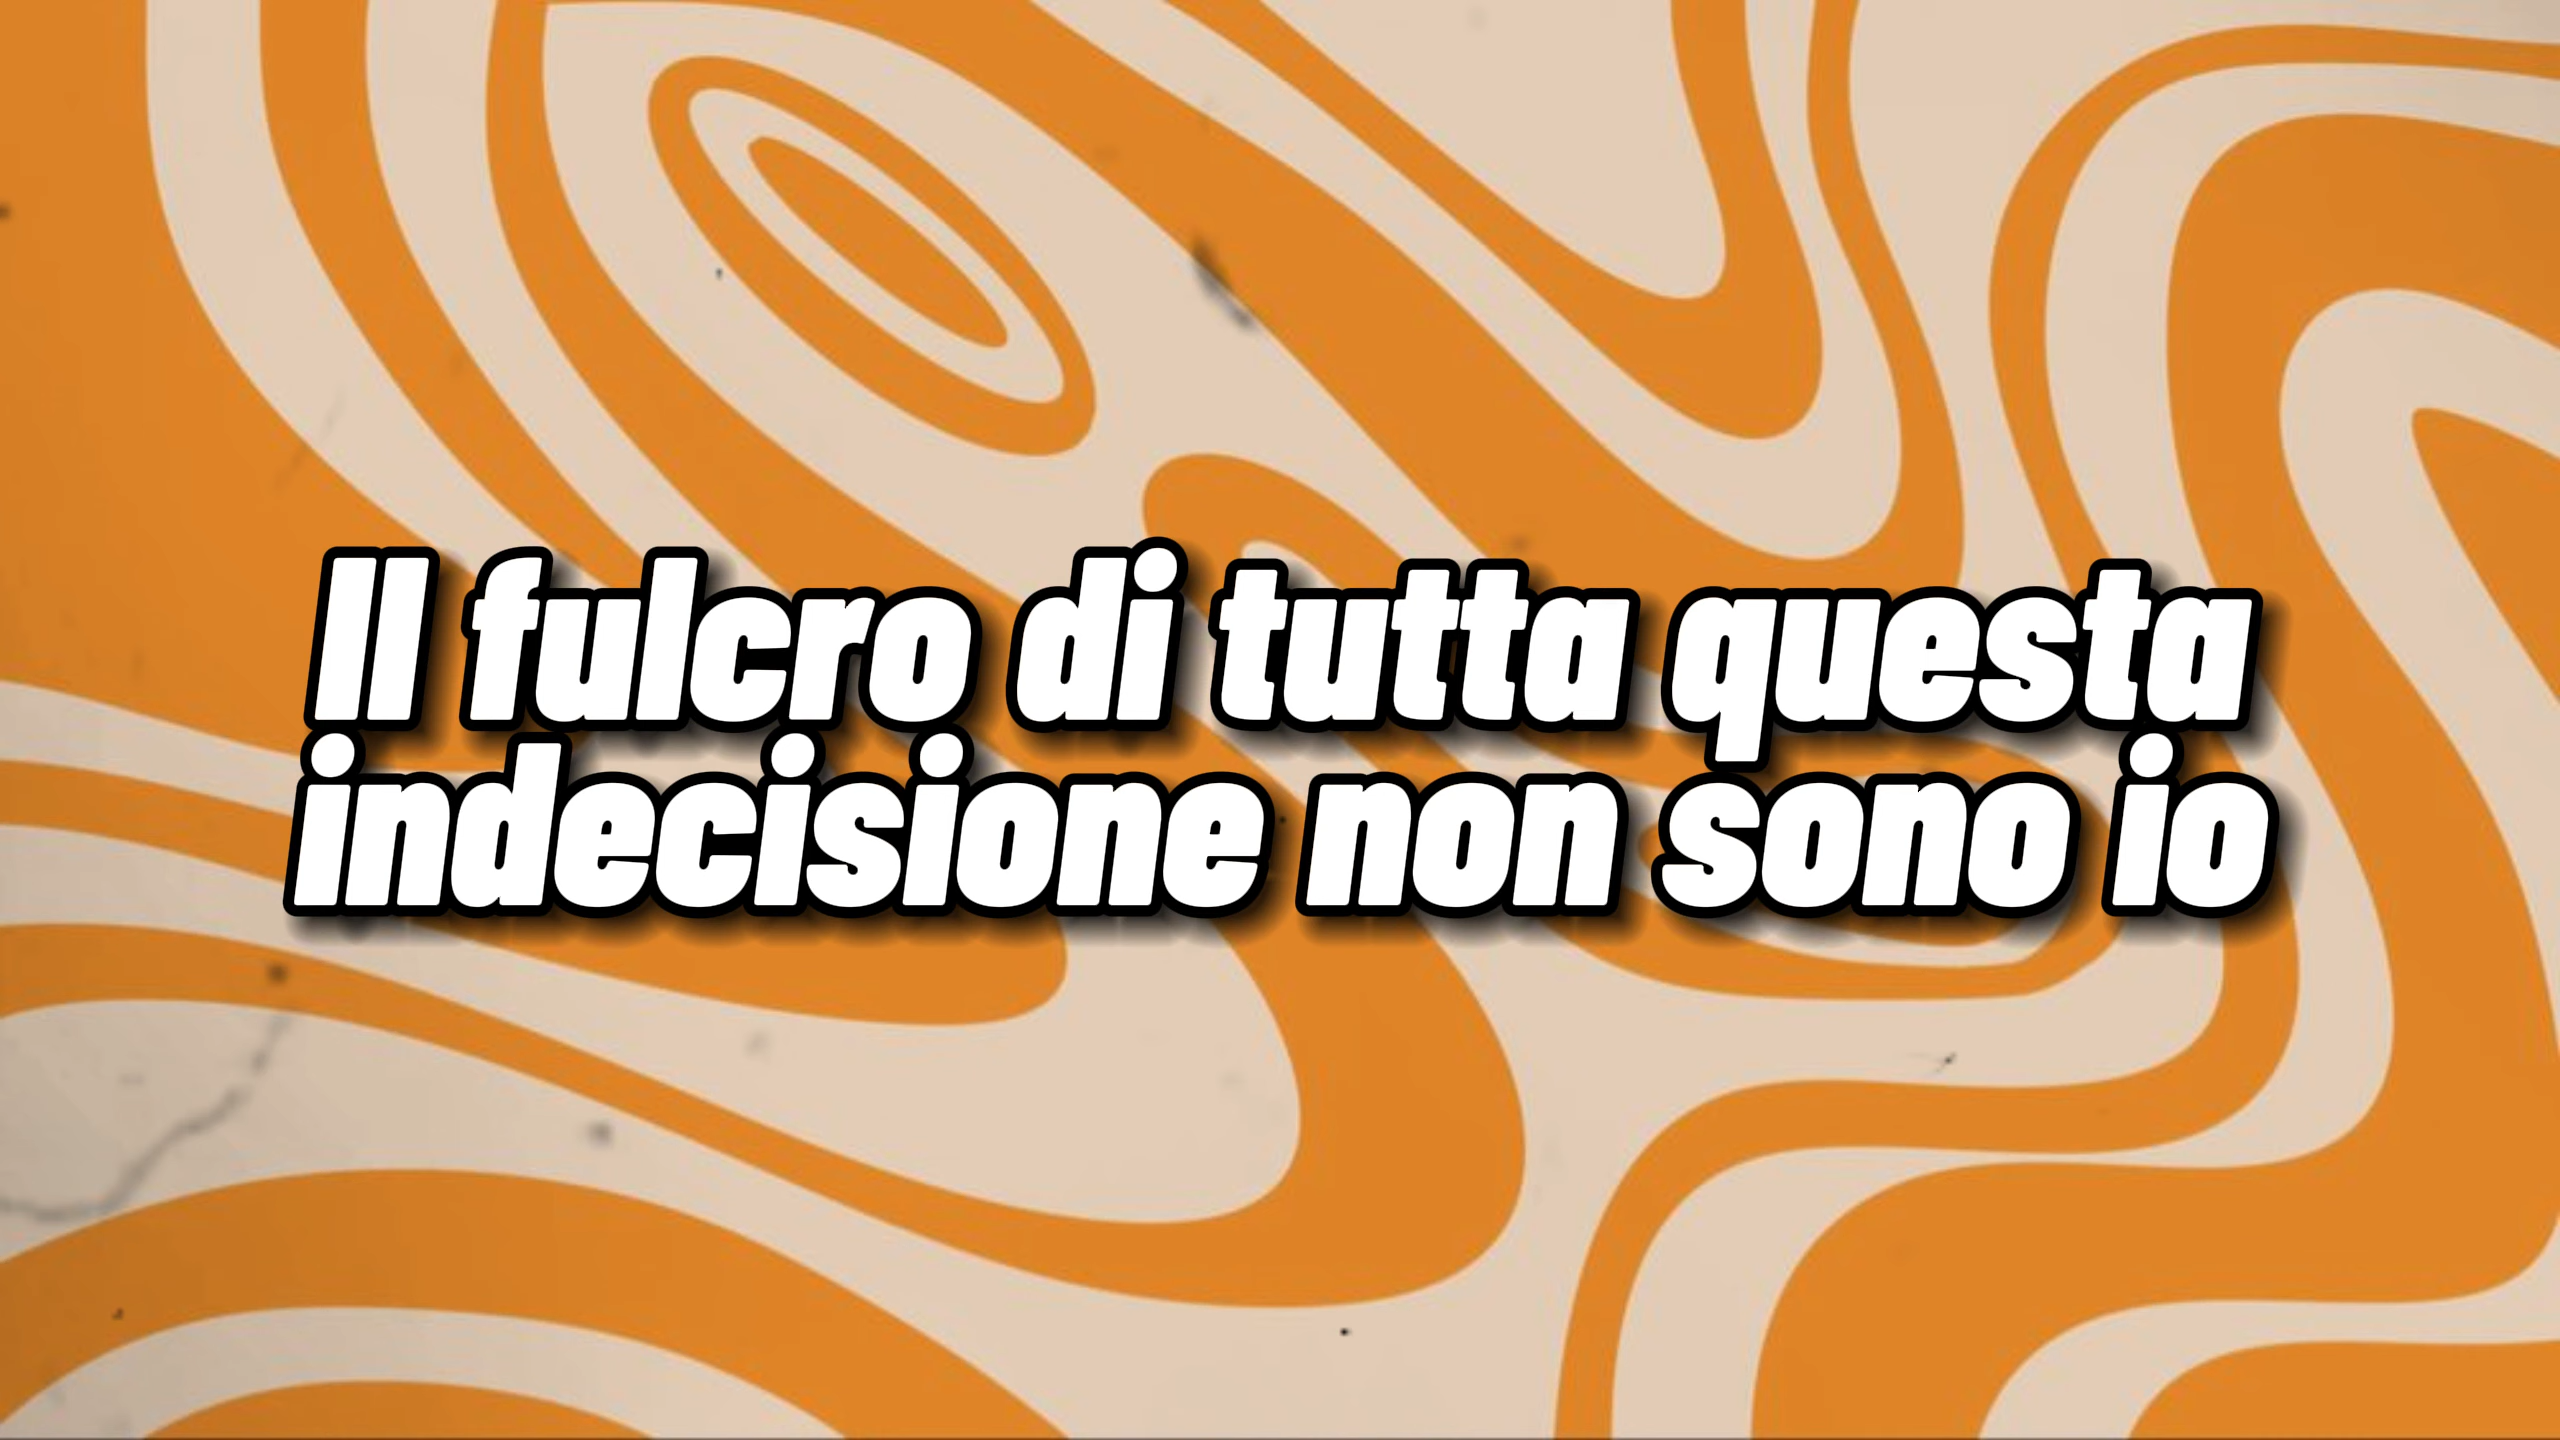 Il fulcro di tutta questa
indecisione non sono io